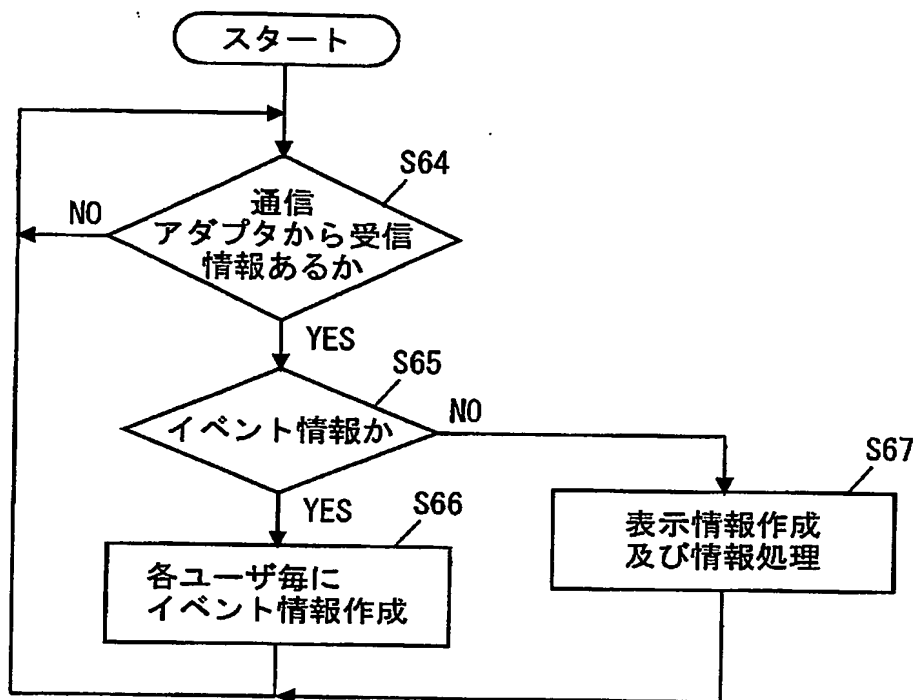 スタート
S64
通信
アダプタから受信
情報あるか
NO
YES
S65
イベント情報か
NO
YES
S66
各ユーザ毎に
イベント情報作成
S67
表示情報作成
及び情報処理